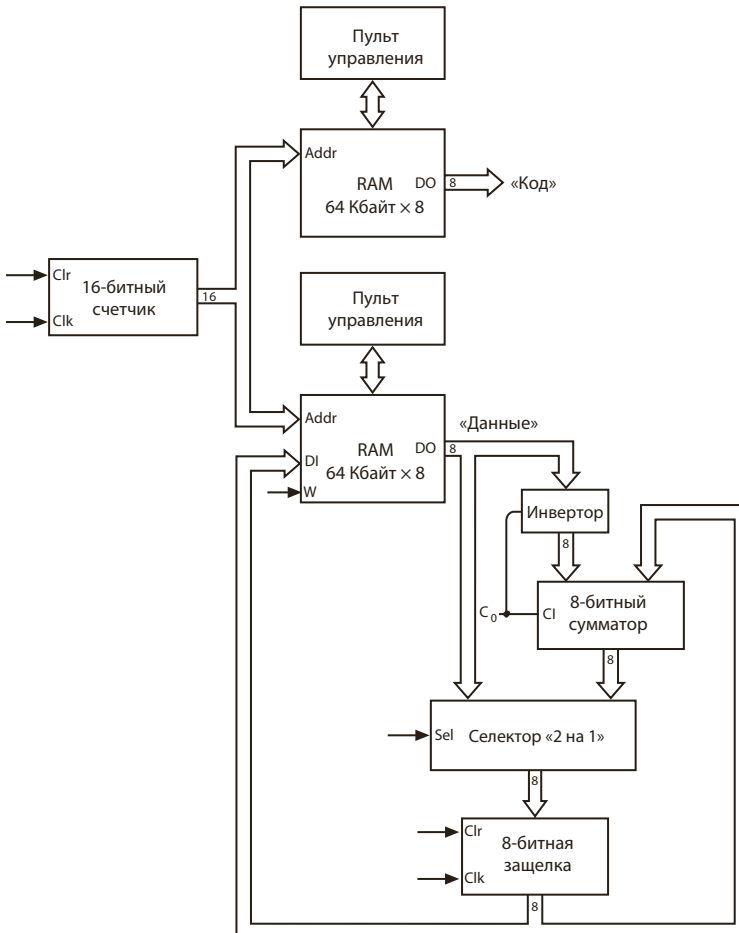 Пульт
управления
Addr
RAM
64 Кбайт × 8
DO
8
«Код»
Clr
Clk
16-битный
счетчик
16
Пульт
управления
Addr
DI
W
RAM
64 Кбайт × 8
DO
8
«Данные»
Инвертор
8
C0
CI
8-битный
сумматор
8
Sel
Селектор «2 на 1»
8
Clr
Clk
8-битная
защелка
8